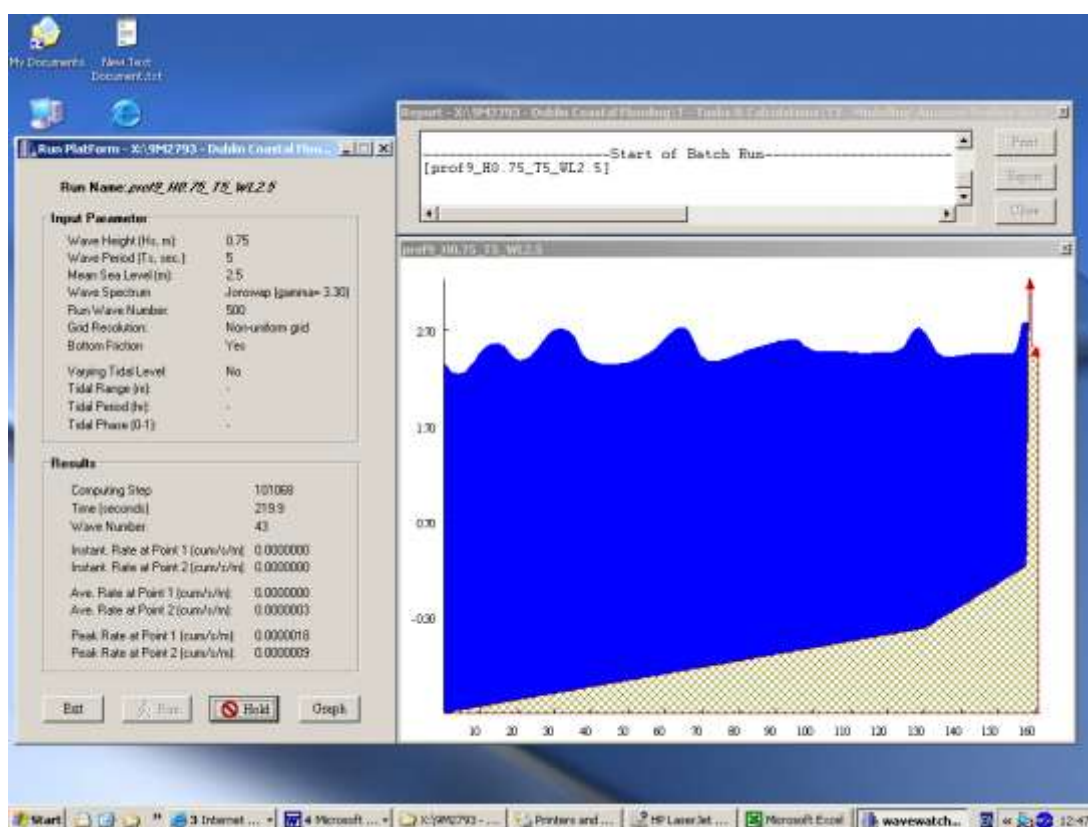 My Documents
New Text
Document.txt
Run Platform - X:\9M2793 - Dublin Coastal Floo...
Run Name: prof9_H0.75_T5_WL2.5
Input Parameter
Wave Height (Hs, m): 0.75
Wave Period (Ts, sec.) 5
Mean Sea Level (m): 2.5
Wave Spectrum Jonswap (gamma= 3.30)
Run Wave Number: 500
Grid Resolution: Non-uniform grid
Bottom Friction Yes
Varying Tidal Level: No
Tidal Range (m): -
Tidal Period (hr): -
Tidal Phase (0-1): -
Results
Computing Step 101068
Time (seconds) 219.9
Wave Number 43
Instant. Rate at Point 1 (cum/s/m) 0.0000000
Instant. Rate at Point 2 (cum/s/m) 0.0000000
Ave. Rate at Point 1 (cum/s/m) 0.0000000
Ave. Rate at Point 2 (cum/s/m) 0.0000003
Peak Rate at Point 1 (cum/s/m) 0.0000018
Peak Rate at Point 2 (cum/s/m) 0.0000009
Exit Run Hold Graph
Report - X:\9M2793 - Dublin Coastal Flooding\T - Tasks & Calculations\
-----Start of Batch Run-----
[prof9_H0.75_T5_WL2.5]
Print
Export
Close
prof9_H0.75_T5_WL2.5
2.70
1.70
0.70
-0.30
10 20 30 40 50 60 70 80 90 100 110 120 130 140 150 160
Start » 3 Internet ... 4 Microsoft ... X:\9M2793 - ... Printers and ... HP LaserJet ... Microsoft Excel wavewatch... « 12:4